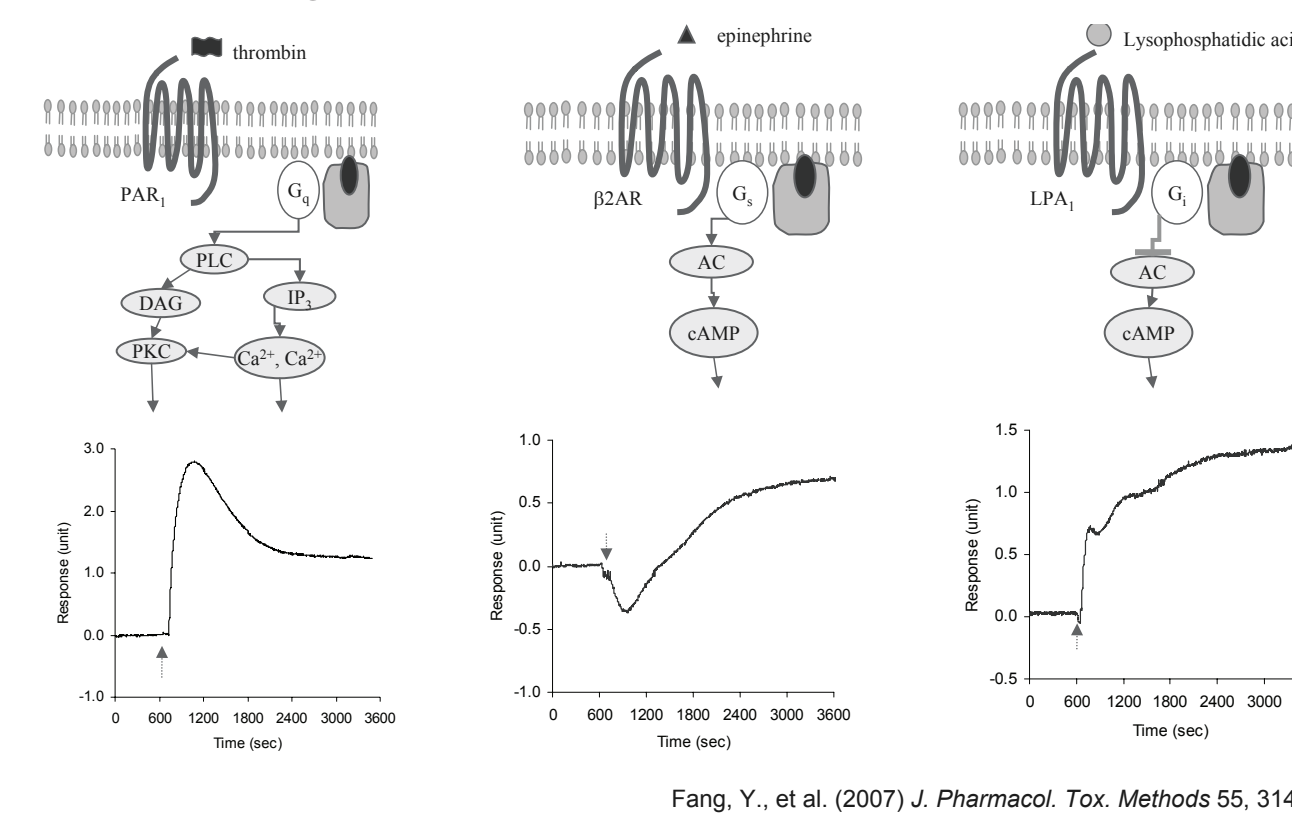 thrombin
PAR1
Gq
PLC
DAG
IP3
PKC
Ca2+, Ca2+
3.0
2.0
1.0
0.0
-1.0
Response (unit)
0 600 1200 1800 2400 3000 3600
Time (sec)
epinephrine
β2AR
Gs
AC
cAMP
1.0
0.5
0.0
-0.5
-1.0
Response (unit)
0 600 1200 1800 2400 3000 3600
Time (sec)
Lysophosphatidic aci
LPA1
Gi
AC
cAMP
1.5
1.0
0.5
0.0
-0.5
Response (unit)
0 600 1200 1800 2400 3000
Time (sec)
Fang, Y., et al. (2007) J. Pharmacol. Tox. Methods 55, 314